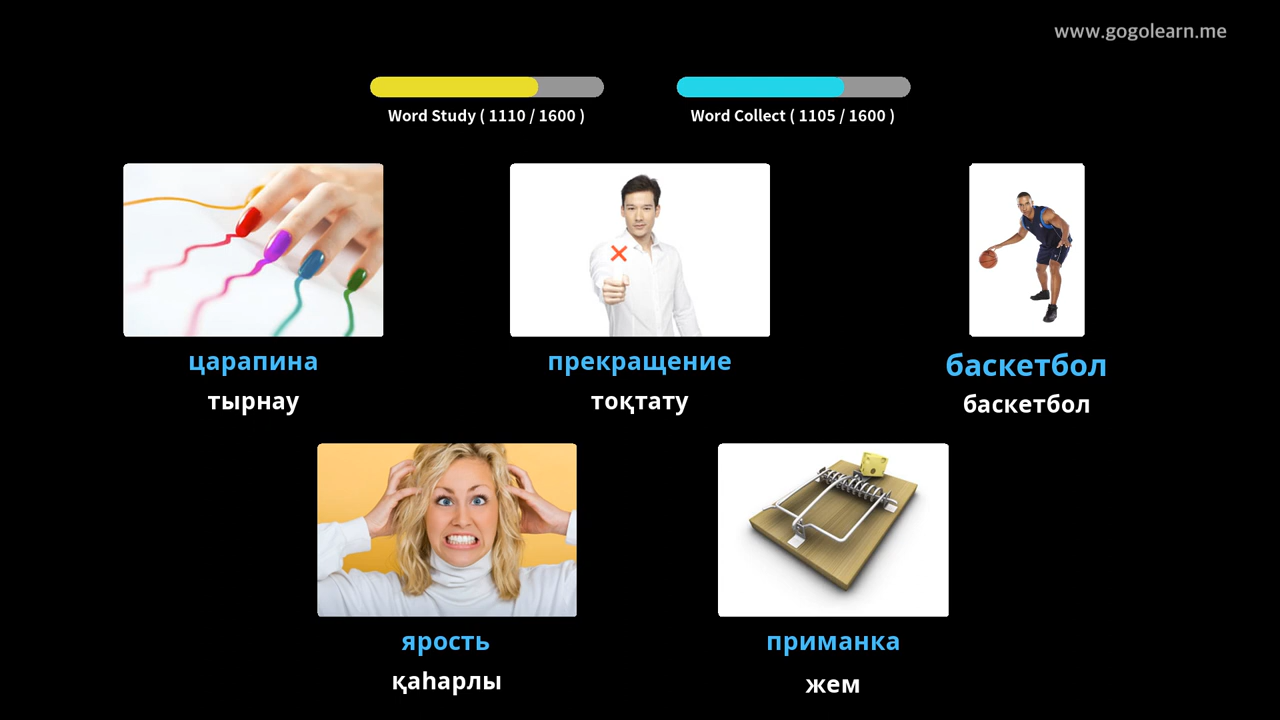 www.gogolearn.me
Word Study ( 1110 / 1600 )
Word Collect ( 1105 / 1600 )
царапина
тырнау
прекращение
тоқтату
баскетбол
баскетбол
ярость
қаһарлы
приманка
жем